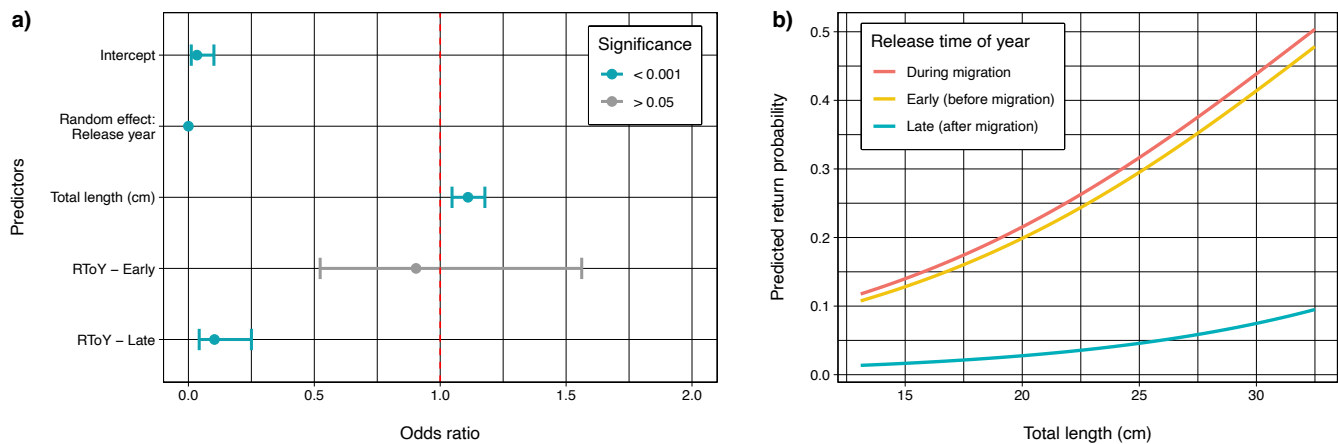 a)
Predictors
Intercept
Random effect:
Release year
Total length (cm)
RToY − Early
RToY − Late
Significance
< 0.001
> 0.05
0.0
0.5
1.0
1.5
2.0
Odds ratio
b)
Predicted return probability
0.5
0.4
0.3
0.2
0.1
0.0
Release time of year
During migration
Early (before migration)
Late (after migration)
15
20
25
30
Total length (cm)